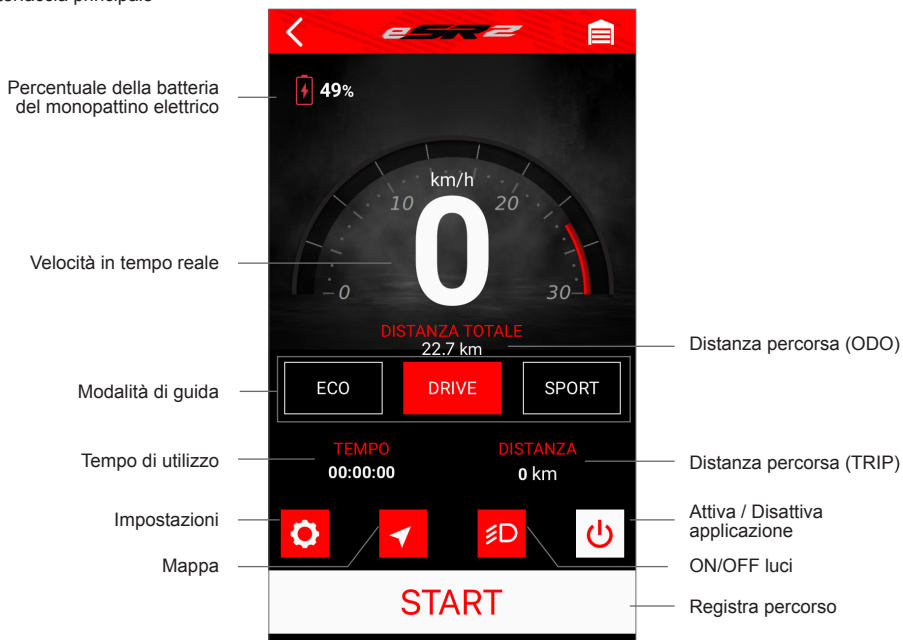 eSR2
Percentuale della batteria
del monopattino elettrico
49%
km/h
10
20
0
Velocità in tempo reale
0
30
DISTANZA TOTALE
22.7 km
Distanza percorsa (ODO)
Modalità di guida
ECO
DRIVE
SPORT
TEMPO
DISTANZA
Tempo di utilizzo
00:00:00
0 km
Distanza percorsa (TRIP)
Impostazioni
Attiva / Disattiva
applicazione
Mappa
ON/OFF luci
START
Registra percorso